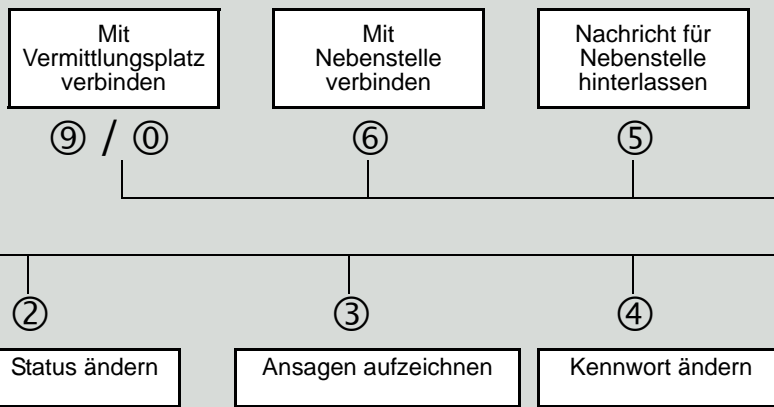 Mit
Vermittlungsplatz
verbinden
Mit
Nebenstelle
verbinden
Nachricht für
Nebenstelle
hinterlassen
⑨ / ⓪
⑥
⑤
②
③
④
Status ändern
Ansagen aufzeichnen
Kennwort ändern